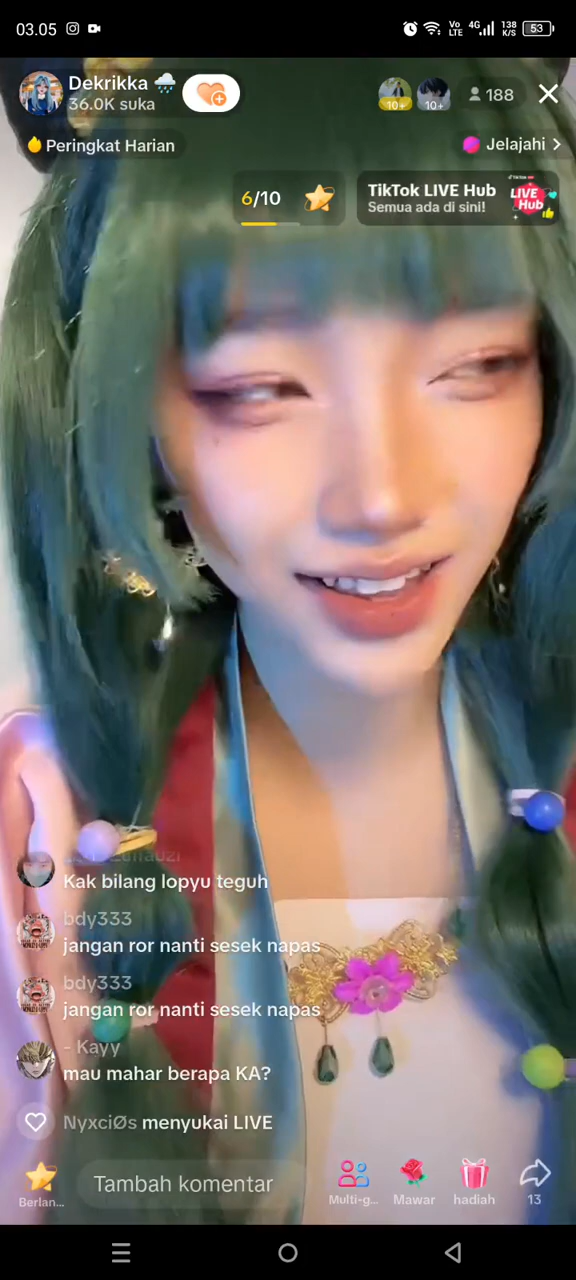 03.05
Vo
LTE
4G
138
K/S
53
Dekrikka
36.0K suka
10+
10+
188
Peringkat Harian
Jelajahi
6/10
TikTok LIVE Hub
Semua ada di sini!
LIVE
Hub
Kak bilang lopyu teguh
bdy333
jangan ror nanti sesek napas
bdy333
jangan ror nanti sesek napas
- Kayy
mau mahar berapa KA?
NyxciØs menyukai LIVE
Berlan...
Tambah komentar
Multi-g...
Mawar
hadiah
13